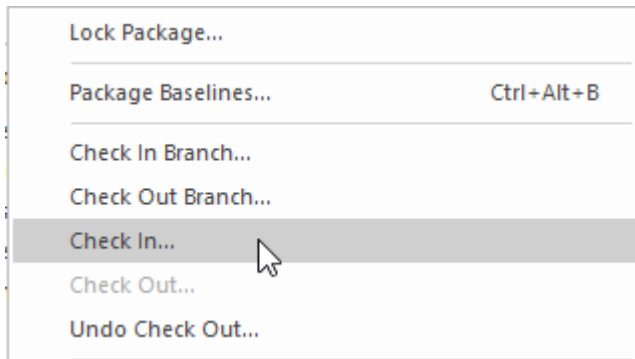 Lock Package...
Package Baselines... Ctrl+Alt+B
Check In Branch...
Check Out Branch...
Check In...
Check Out...
Undo Check Out...